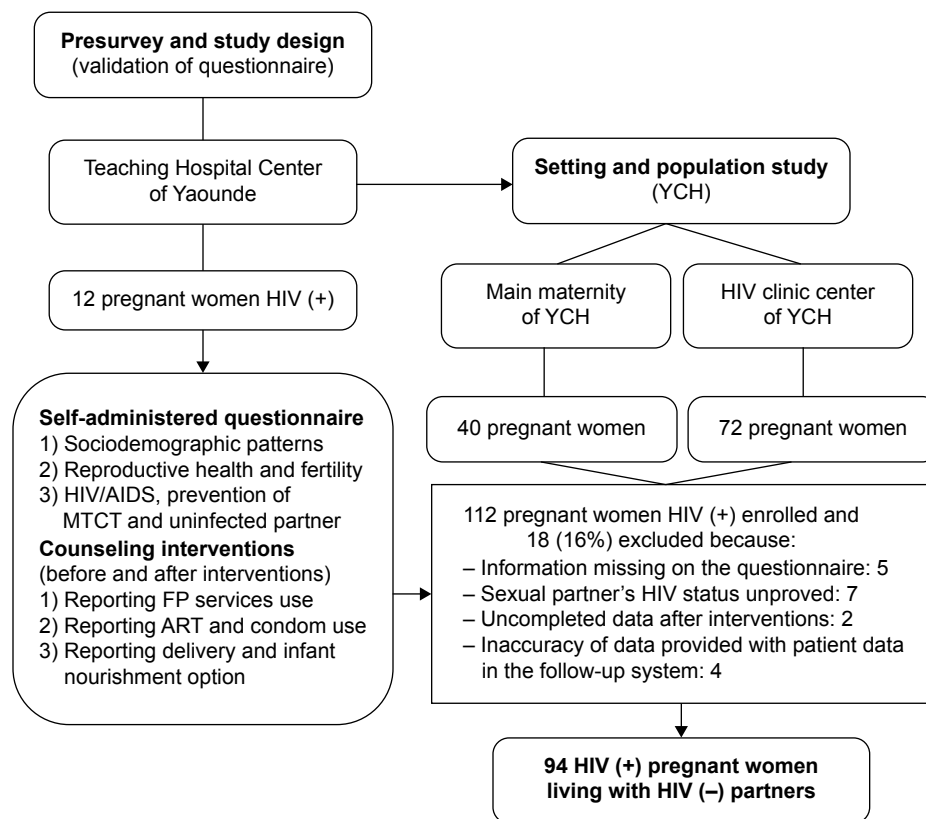 Presurvey and study design
(validation of questionnaire)
Teaching Hospital Center
of Yaounde
Setting and population study
(YCH)
12 pregnant women HIV (+)
Main maternity
of YCH
HIV clinic center
of YCH
40 pregnant women
72 pregnant women
Self-administered questionnaire
1) Sociodemographic patterns
2) Reproductive health and fertility
3) HIV/AIDS, prevention of
MTCT and uninfected partner
Counseling interventions
(before and after interventions)
1) Reporting FP services use
2) Reporting ART and condom use
3) Reporting delivery and infant
nourishment option
112 pregnant women HIV (+) enrolled and
18 (16%) excluded because:
– Information missing on the questionnaire: 5
– Sexual partner's HIV status unproved: 7
– Uncompleted data after interventions: 2
– Inaccuracy of data provided with patient data
in the follow-up system: 4
94 HIV (+) pregnant women
living with HIV (–) partners